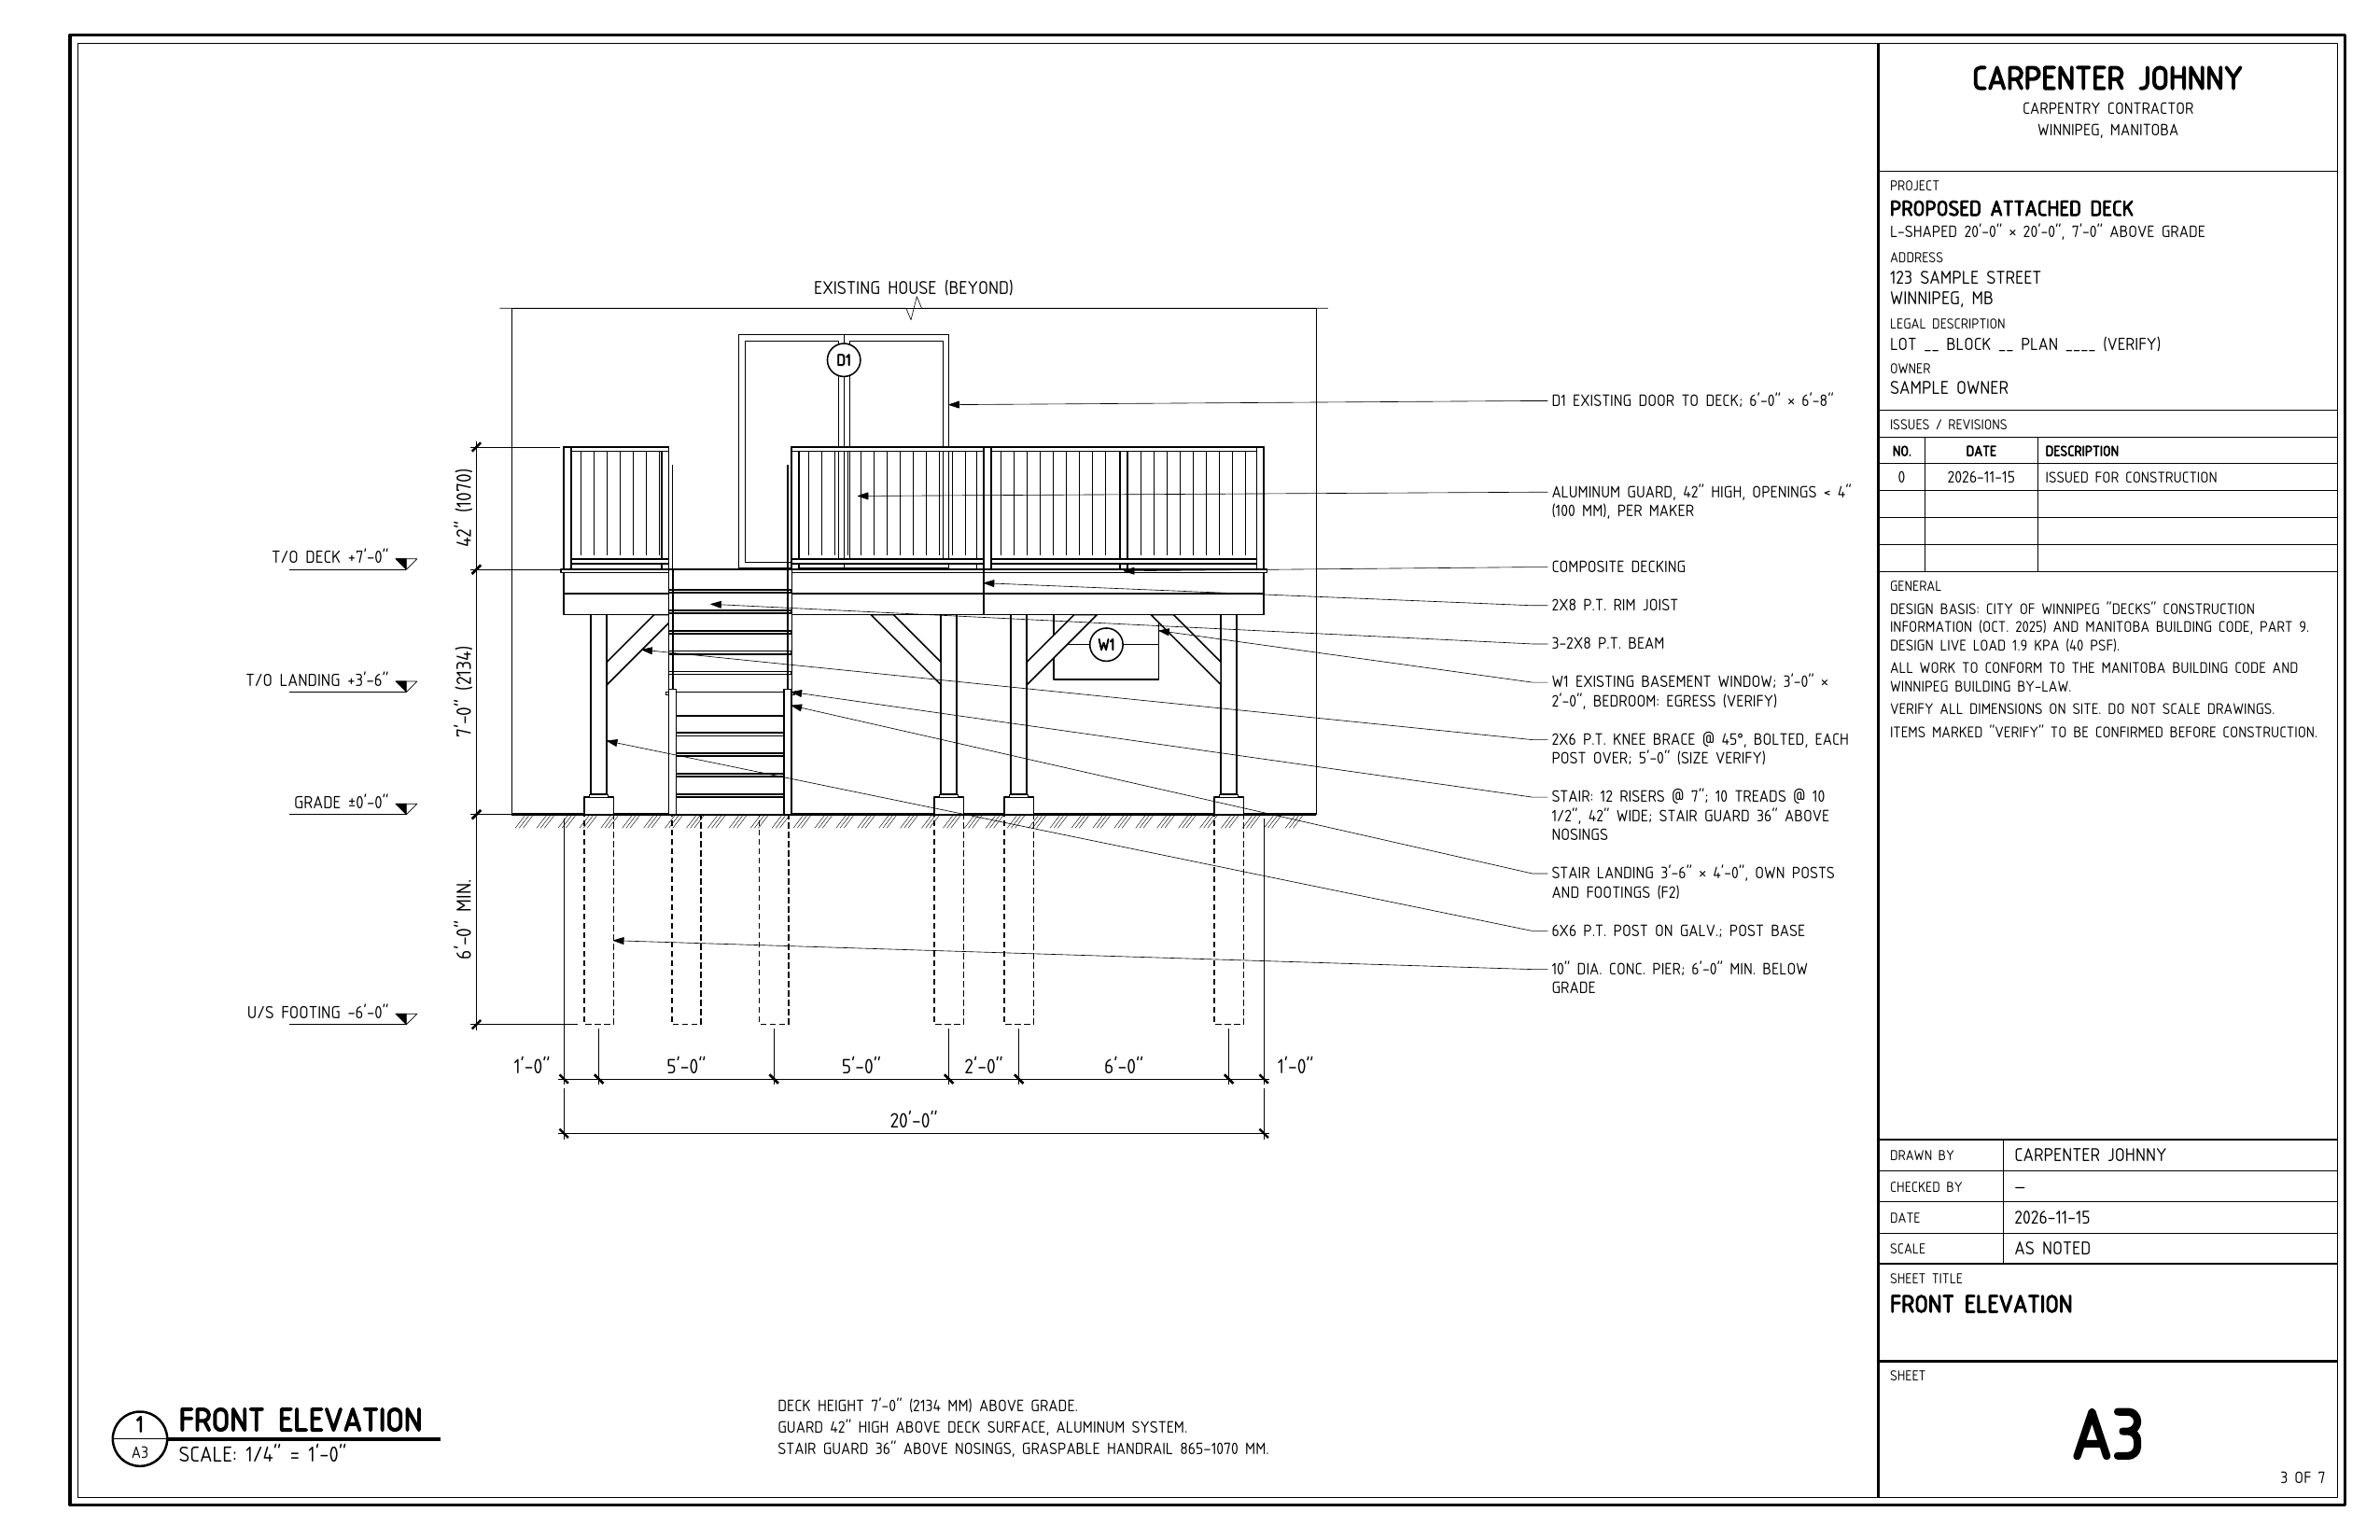 EXISTING HOUSE (BEYOND)
D1
D1 EXISTING DOOR TO DECK; 6'-0" × 6'-8"
42" (1070)
ALUMINUM GUARD, 42" HIGH, OPENINGS < 4"
(100 MM), PER MAKER
T/O DECK +7'-0"
COMPOSITE DECKING
2X8 P.T. RIM JOIST
3-2X8 P.T. BEAM
W1
7'-0" (2134)
T/O LANDING +3'-6"
W1 EXISTING BASEMENT WINDOW; 3'-0" ×
2'-0", BEDROOM: EGRESS (VERIFY)
2X6 P.T. KNEE BRACE @ 45°, BOLTED, EACH
POST OVER; 5'-0" (SIZE VERIFY)
GRADE ±0'-0"
STAIR: 12 RISERS @ 7"; 10 TREADS @ 10
1/2", 42" WIDE; STAIR GUARD 36" ABOVE
NOSINGS
STAIR LANDING 3'-6" × 4'-0", OWN POSTS
AND FOOTINGS (F2)
6'-0" MIN.
6X6 P.T. POST ON GALV.; POST BASE
10" DIA. CONC. PIER; 6'-0" MIN. BELOW
GRADE
U/S FOOTING -6'-0"
1'-0" 5'-0" 5'-0" 2'-0" 6'-0" 1'-0"
20'-0"
1
A3
FRONT ELEVATION
SCALE: 1/4" = 1'-0"
DECK HEIGHT 7'-0" (2134 MM) ABOVE GRADE.
GUARD 42" HIGH ABOVE DECK SURFACE, ALUMINUM SYSTEM.
STAIR GUARD 36" ABOVE NOSINGS, GRASPABLE HANDRAIL 865-1070 MM.
CARPENTER JOHNNY
CARPENTRY CONTRACTOR
WINNIPEG, MANITOBA
PROJECT
PROPOSED ATTACHED DECK
L-SHAPED 20'-0" × 20'-0", 7'-0" ABOVE GRADE
ADDRESS
123 SAMPLE STREET
WINNIPEG, MB
LEGAL DESCRIPTION
LOT __ BLOCK __ PLAN ____ (VERIFY)
OWNER
SAMPLE OWNER
ISSUES / REVISIONS
NO. DATE DESCRIPTION
0 2026-11-15 ISSUED FOR CONSTRUCTION
GENERAL
DESIGN BASIS: CITY OF WINNIPEG "DECKS" CONSTRUCTION
INFORMATION (OCT. 2025) AND MANITOBA BUILDING CODE, PART 9.
DESIGN LIVE LOAD 1.9 KPA (40 PSF).
ALL WORK TO CONFORM TO THE MANITOBA BUILDING CODE AND
WINNIPEG BUILDING BY-LAW.
VERIFY ALL DIMENSIONS ON SITE. DO NOT SCALE DRAWINGS.
ITEMS MARKED "VERIFY" TO BE CONFIRMED BEFORE CONSTRUCTION.
DRAWN BY CARPENTER JOHNNY
CHECKED BY —
DATE 2026-11-15
SCALE AS NOTED
SHEET TITLE
FRONT ELEVATION
SHEET
A3
3 OF 7